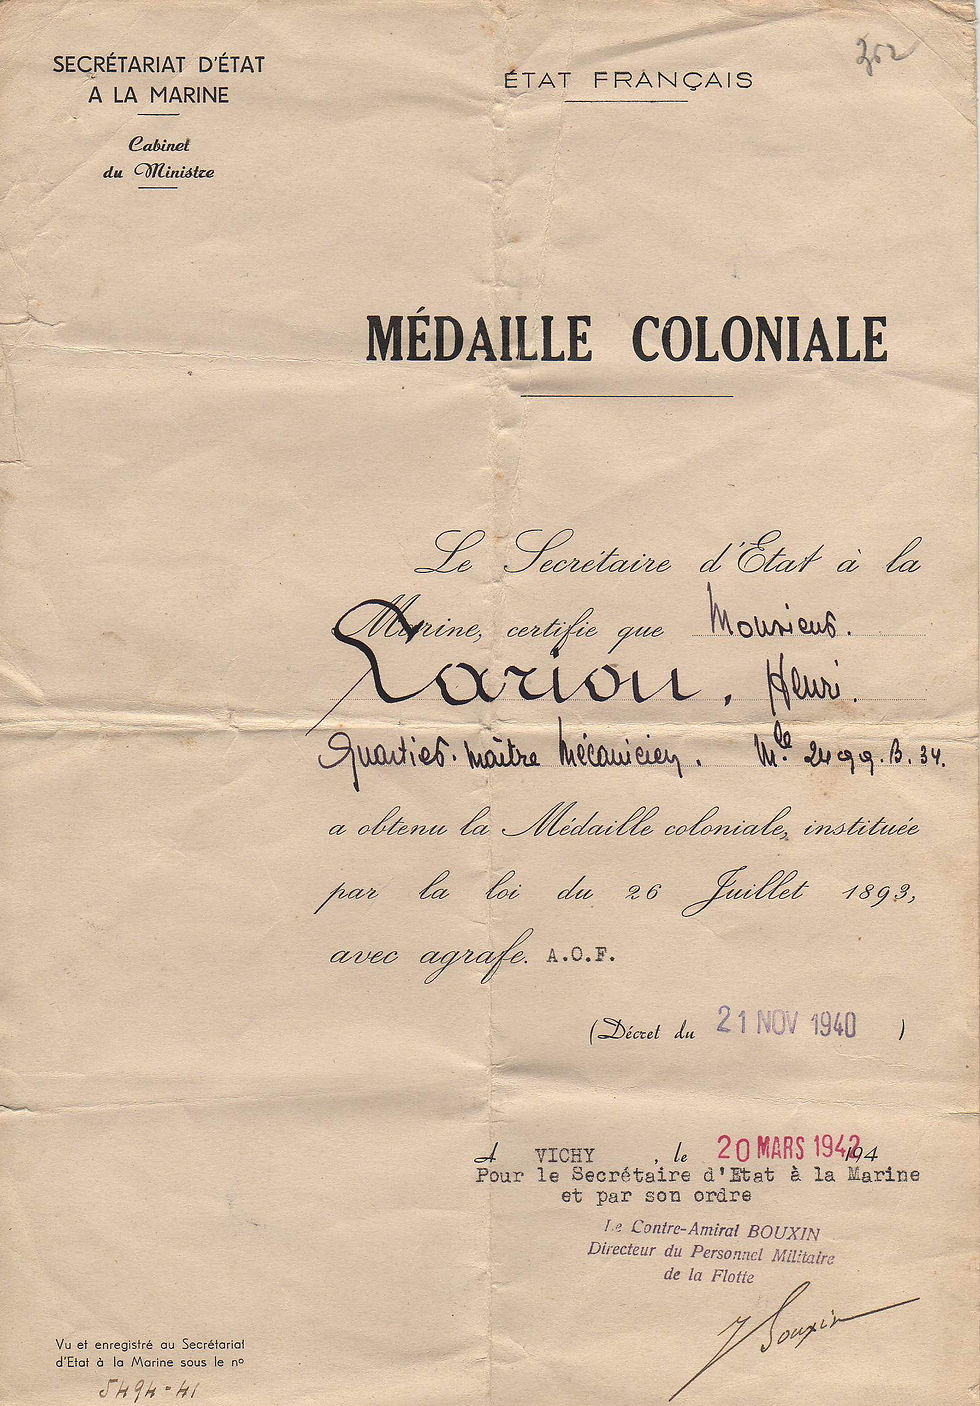 SECRÉTARIAT D'ÉTAT
A LA MARINE
Cabinet
du Ministre
ÉTAT FRANÇAIS
352
MÉDAILLE COLONIALE
Le Secrétaire d'Etat à la
Marine, certifie que Monsieur.
Lariou, Henri.
Quartier-maître Mécanicien. Mle 2499.B.34.
a obtenu la Médaille coloniale, instituée
par la loi du 26 Juillet 1893,
avec agrafe. A.O.F.
(Décret du 21 NOV 1940 )
A VICHY , le 20 MARS 1942 194
Pour le Secrétaire d'Etat à la Marine
et par son ordre
Le Contre-Amiral BOUXIN
Directeur du Personnel Militaire
de la Flotte
J Bouxin
Vu et enregistré au Secrétariat
d'Etat à la Marine sous le nº
5494-41